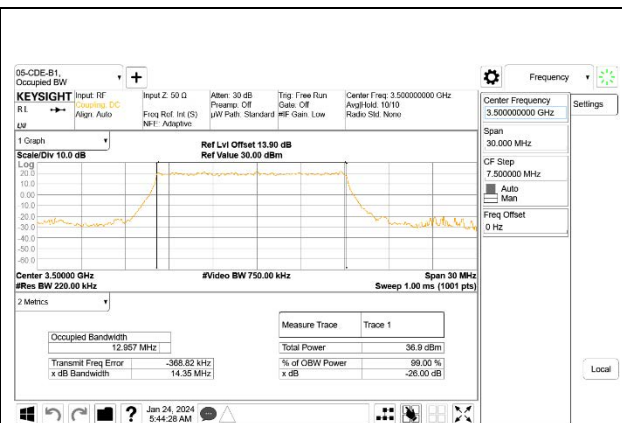 05-CDE-B1,
Occupied BW
Frequency
KEYSIGHT
Input: RF
Coupling: DC
Align: Auto
Input Z: 50 Ω
Freq Ref: Int (S)
NFE: Adaptive
Atten: 30 dB
Preamp: Off
µW Path: Standard
Trig: Free Run
Gate: Off
#IF Gain: Low
Center Freq: 3.500000000 GHz
Avg|Hold: 10/10
Radio Std: None
Center Frequency
3.500000000 GHz
Settings
Span
30.000 MHz
CF Step
7.500000 MHz
Auto
Man
Freq Offset
0 Hz
1 Graph
Scale/Div 10.0 dB
Ref Lvl Offset 13.90 dB
Ref Value 30.00 dBm
Log
20.0
10.0
0.00
10.0
-20.0
-30.0
-40.0
-50.0
-60.0
Center 3.50000 GHz
#Res BW 220.00 kHz
#Video BW 750.00 kHz
Span 30 MHz
Sweep 1.00 ms (1001 pts)
2 Metrics
Measure Trace Trace 1
Occupied Bandwidth
12.957 MHz
Total Power 36.9 dBm
Transmit Freq Error -368.82 kHz
% of OBW Power 99.00 %
x dB Bandwidth 14.35 MHz
x dB -26.00 dB
Local
?
Jan 24, 2024
5:44:28 AM